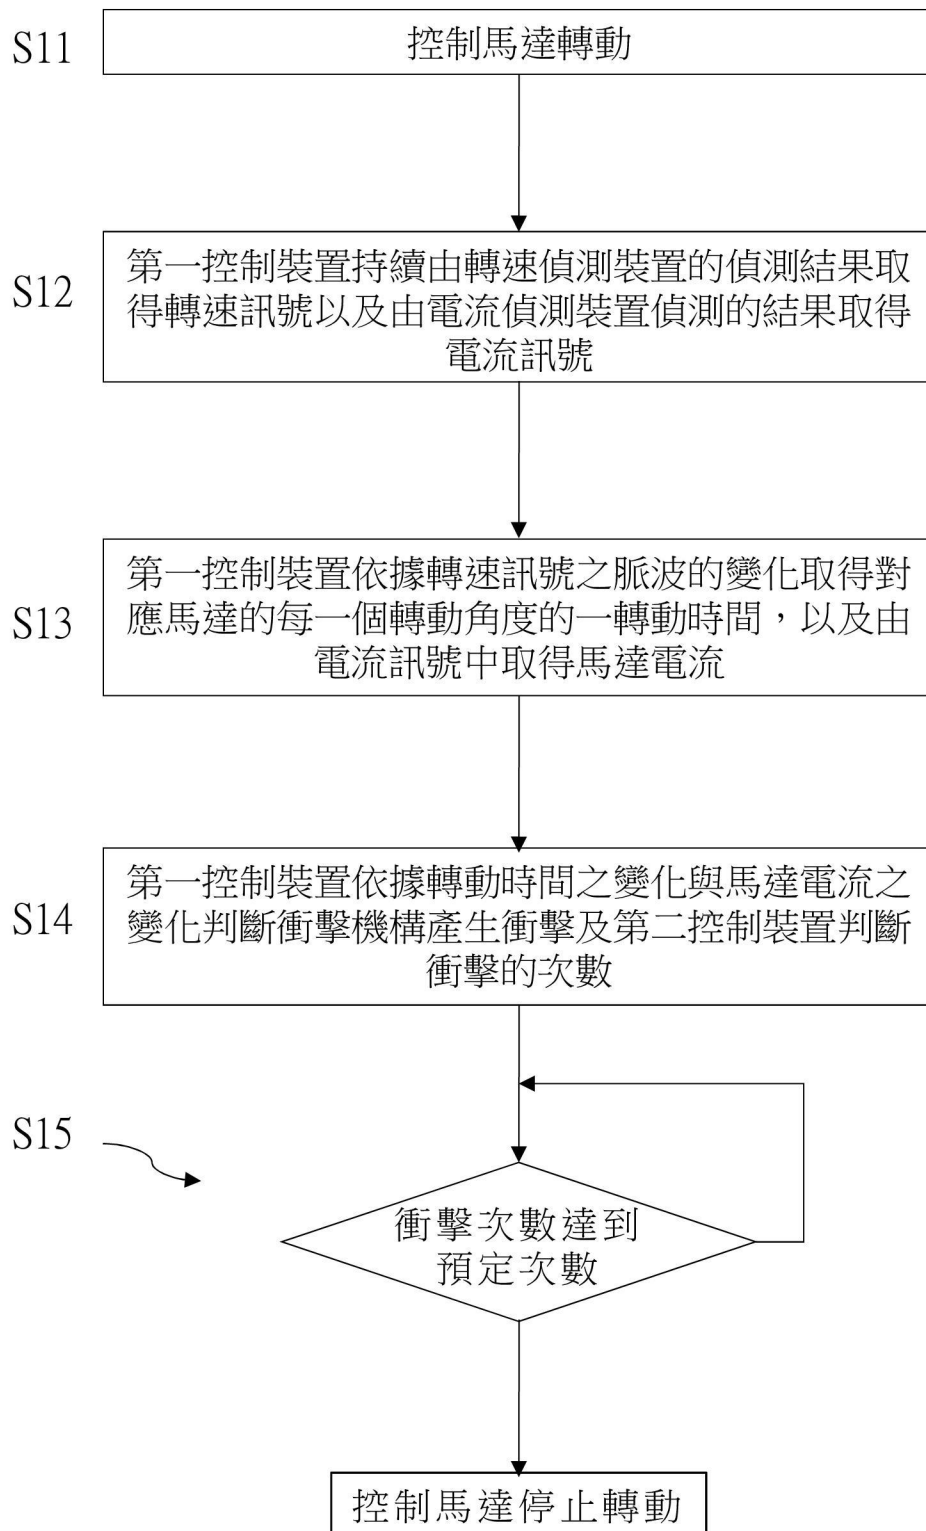 S11
控制馬達轉動
S12
第一控制裝置持續由轉速偵測裝置的偵測結果取
得轉速訊號以及由電流偵測裝置偵測的結果取得
電流訊號
S13
第一控制裝置依據轉速訊號之脈波的變化取得對
應馬達的每一個轉動角度的一轉動時間，以及由
電流訊號中取得馬達電流
S14
第一控制裝置依據轉動時間之變化與馬達電流之
變化判斷衝擊機構產生衝擊及第二控制裝置判斷
衝擊的次數
S15
衝擊次數達到
預定次數
控制馬達停止轉動